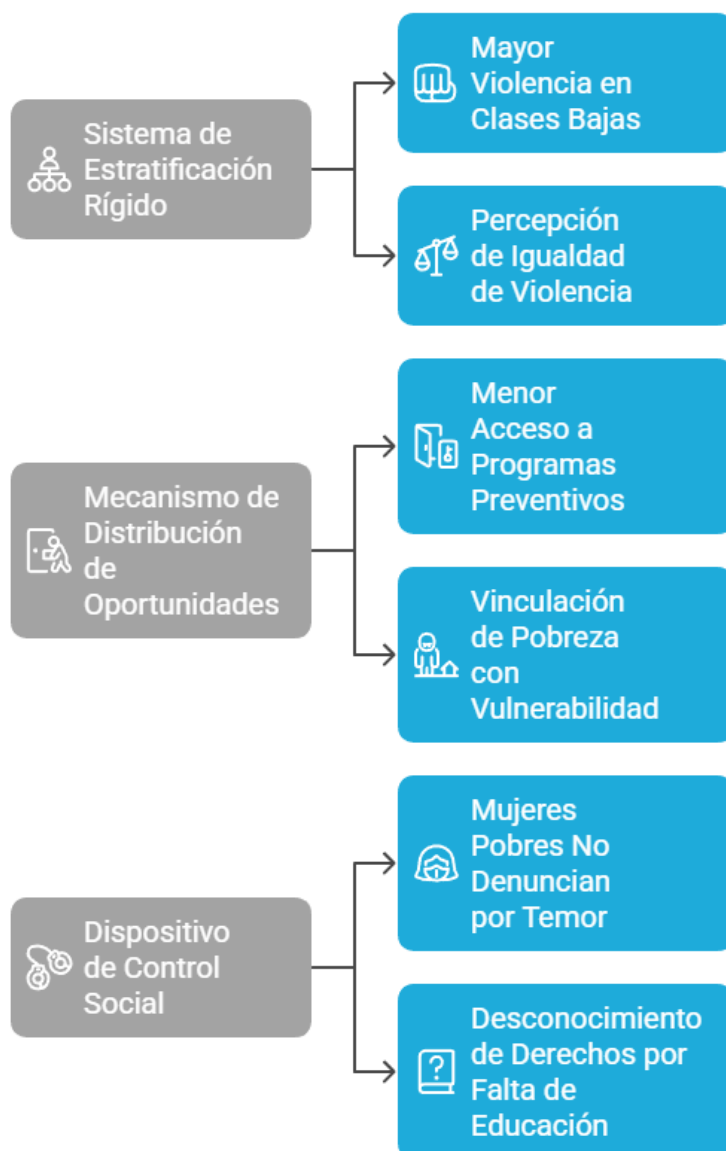 Sistema de
Estratificación
Rígido
Mayor
Violencia en
Clases Bajas
Percepción
de Igualdad
de Violencia
Mecanismo de
Distribución
de
Oportunidades
Menor
Acceso a
Programas
Preventivos
Vinculación
de Pobreza
con
Vulnerabilidad
Dispositivo
de Control
Social
Mujeres
Pobres No
Denuncian
por Temor
Desconocimiento
de Derechos por
Falta de
Educación